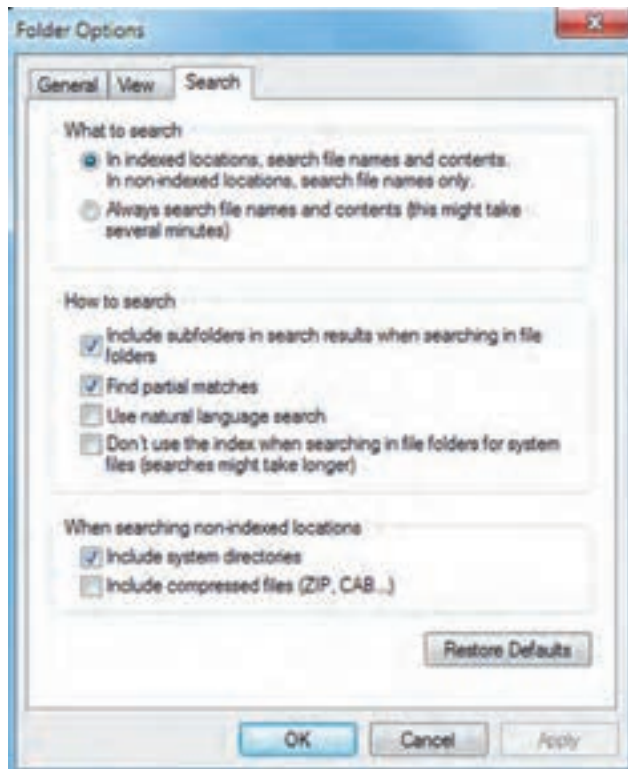 Folder Options
General View Search
What to search
In indexed locations, search file names and contents.
In non-indexed locations, search file names only.
Always search file names and contents (this might take
several minutes)
How to search
Include subfolders in search results when searching in file
folders
Find partial matches
Use natural language search
Don't use the index when searching in file folders for system
files (searches might take longer)
When searching non-indexed locations
Include system directories
Include compressed files (ZIP, CAB...)
Restore Defaults
OK Cancel Apply